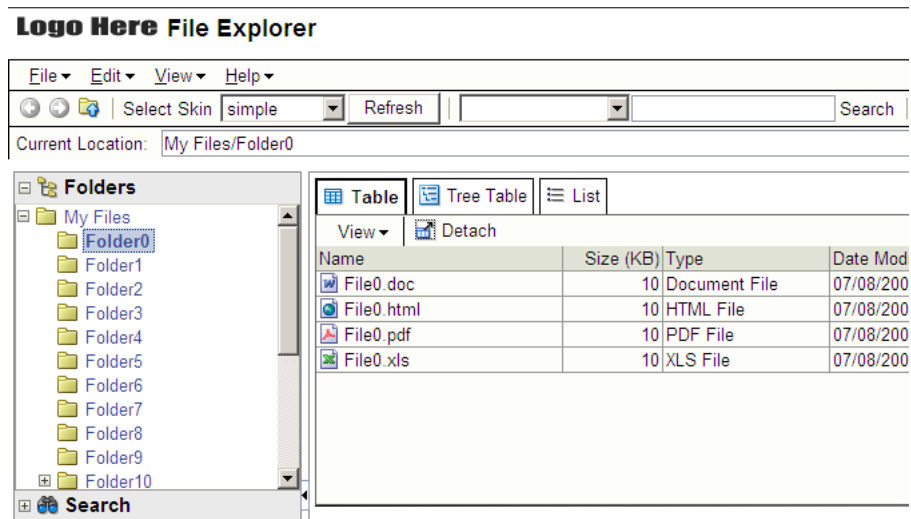 Logo Here File Explorer
File Edit View Help
Select Skin simple Refresh Search
Current Location: My Files/Folder0
Folders
My Files
Folder0
Folder1
Folder2
Folder3
Folder4
Folder5
Folder6
Folder7
Folder8
Folder9
Folder10
Search
Table Tree Table List
View Detach
Name Size (KB) Type Date Mod
File0.doc 10 Document File 07/08/200
File0.html 10 HTML File 07/08/200
File0.pdf 10 PDF File 07/08/200
File0.xls 10 XLS File 07/08/200